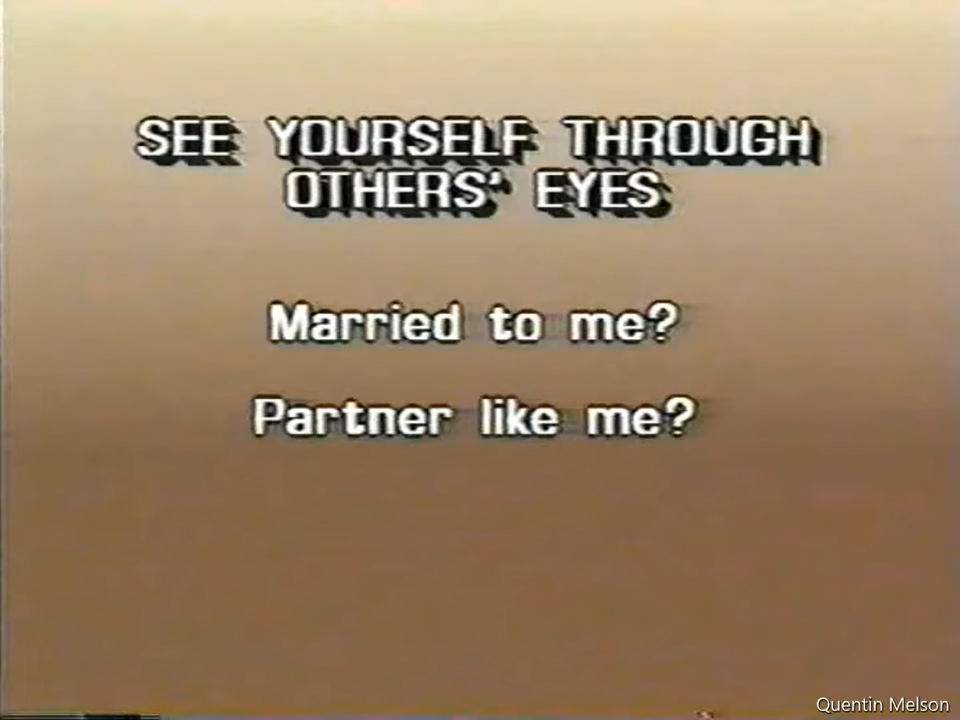 SEE YOURSELF THROUGH
OTHERS' EYES
Married to me?
Partner like me?
Quentin Melson